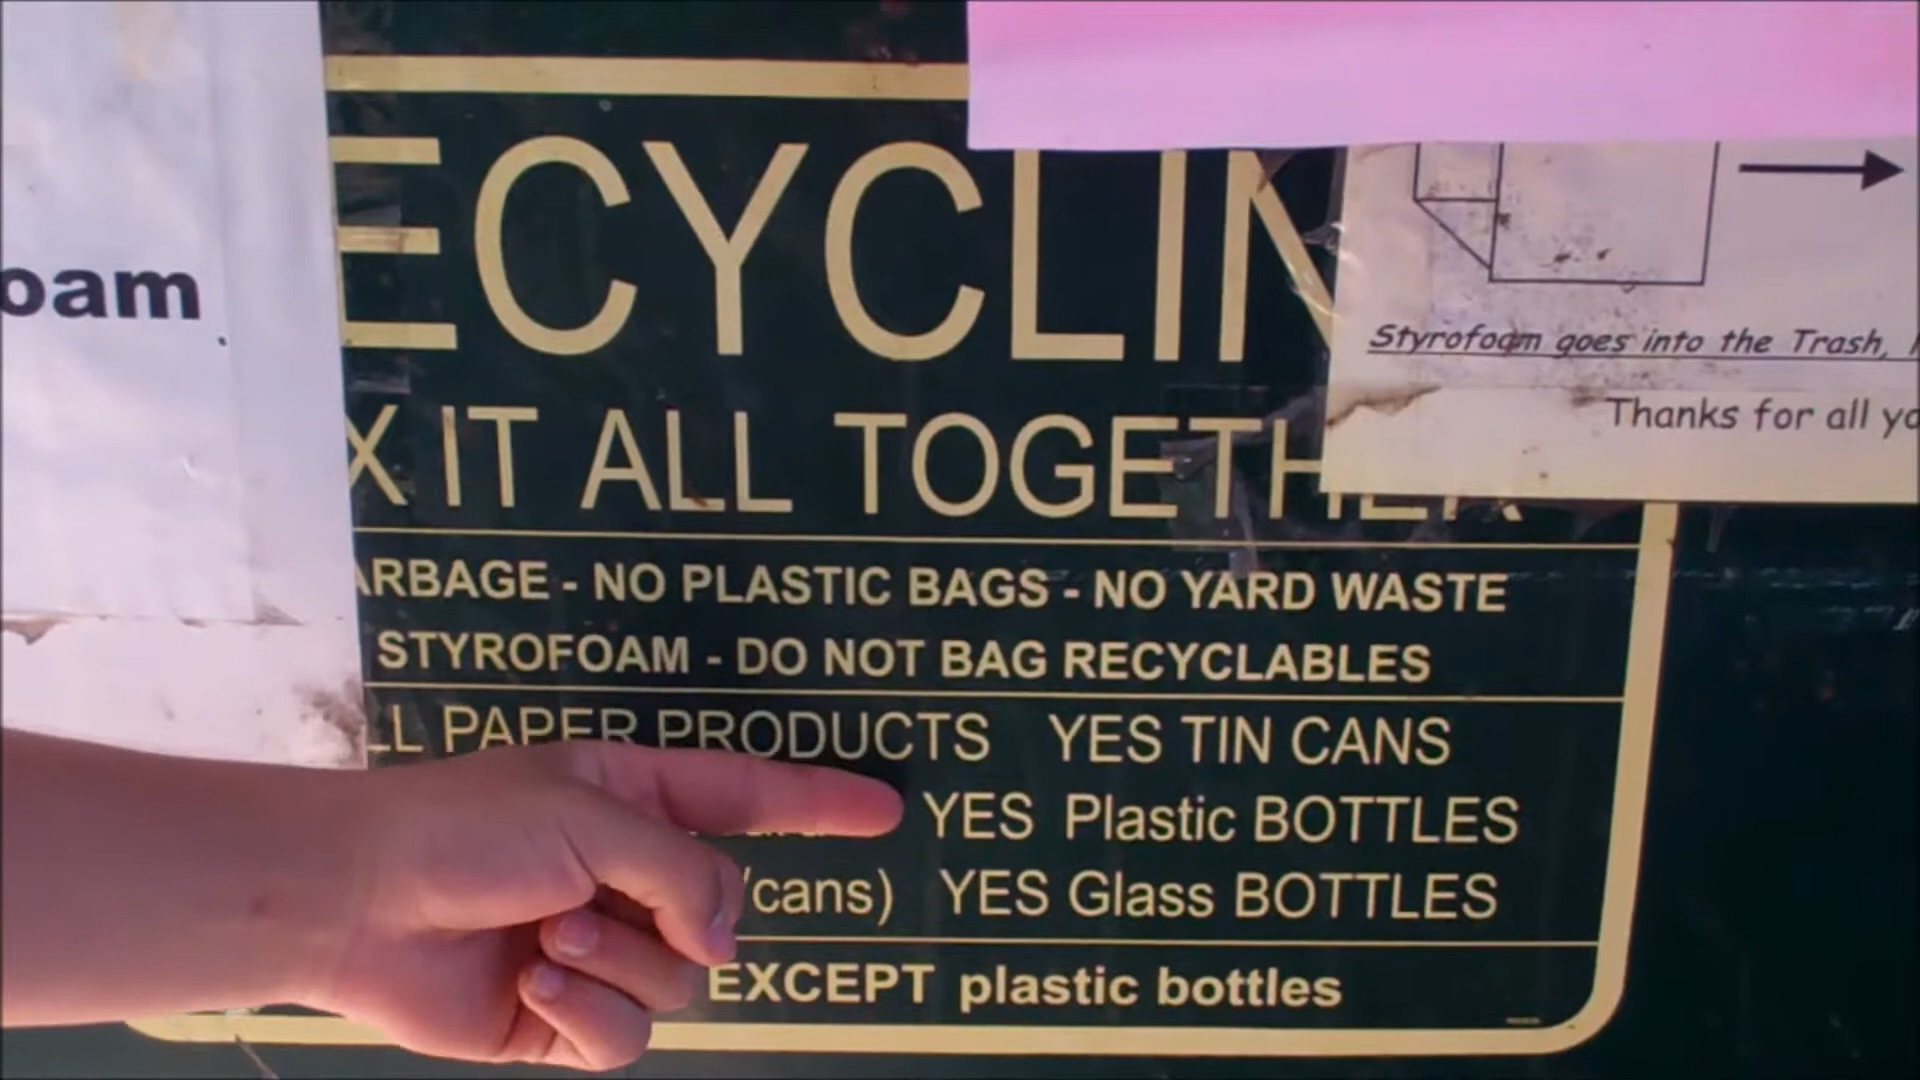 oam
ECYCLIN
Styrofoam goes into the Trash,
Thanks for all yo
X IT ALL TOGETHER
ARBAGE - NO PLASTIC BAGS - NO YARD WASTE
STYROFOAM - DO NOT BAG RECYCLABLES
LL PAPER PRODUCTS YES TIN CANS
YES Plastic BOTTLES
/cans) YES Glass BOTTLES
EXCEPT plastic bottles